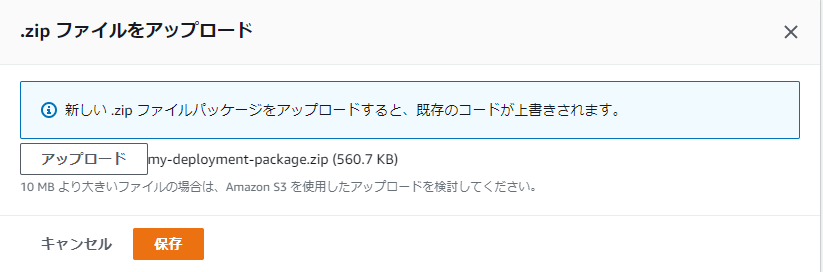 .zip ファイルをアップロード
新しい .zip ファイルパッケージをアップロードすると、既存のコードが上書きされます。
アップロード my-deployment-package.zip (560.7 KB)
10 MB より大きいファイルの場合は、Amazon S3 を使用したアップロードを検討してください。
キャンセル 保存